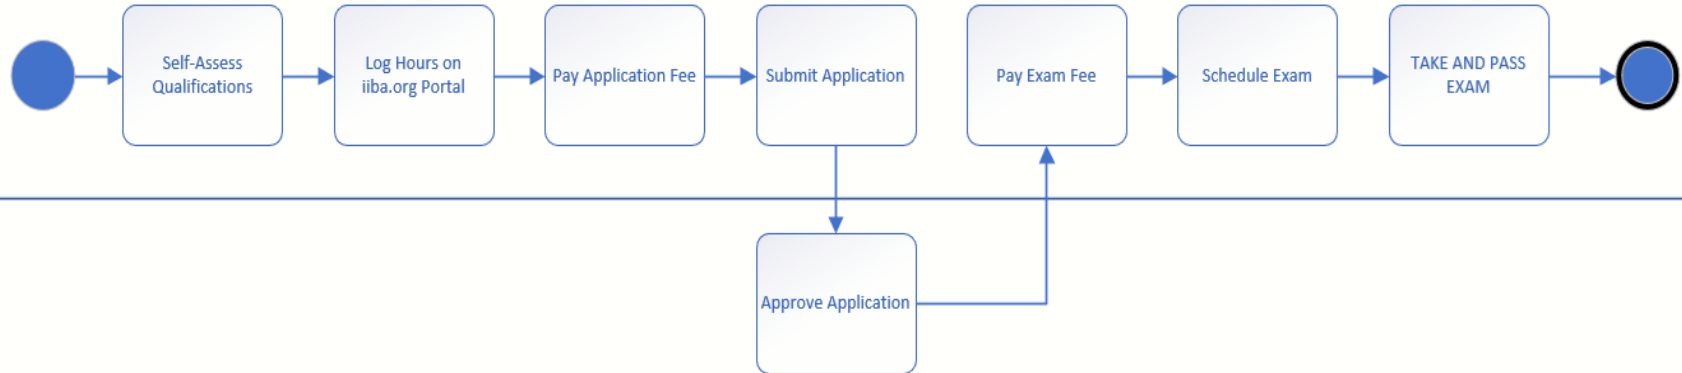 Self-Assess
Qualifications
Log Hours on
iiba.org Portal
Pay Application Fee
Submit Application
Approve Application
Pay Exam Fee
Schedule Exam
TAKE AND PASS
EXAM